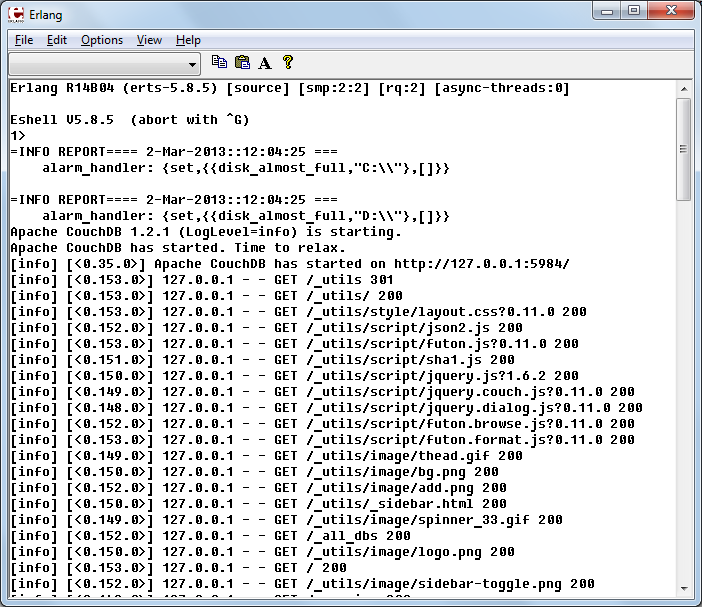 Erlang
File Edit Options View Help
Erlang R14B04 (erts-5.8.5) [source] [smp:2:2] [rq:2] [async-threads:0]
Eshell V5.8.5  (abort with ^G)
1>
=INFO REPORT==== 2-Mar-2013::12:04:25 ===
    alarm_handler: {set,{{disk_almost_full,"C:\\"},[]}}
=INFO REPORT==== 2-Mar-2013::12:04:25 ===
    alarm_handler: {set,{{disk_almost_full,"D:\\"},[]}}
Apache CouchDB 1.2.1 (LogLevel=info) is starting.
Apache CouchDB has started. Time to relax.
[info] [<0.35.0>] Apache CouchDB has started on http://127.0.0.1:5984/
[info] [<0.153.0>] 127.0.0.1 - - GET /_utils 301
[info] [<0.153.0>] 127.0.0.1 - - GET /_utils/ 200
[info] [<0.153.0>] 127.0.0.1 - - GET /_utils/style/layout.css?0.11.0 200
[info] [<0.152.0>] 127.0.0.1 - - GET /_utils/script/json2.js 200
[info] [<0.153.0>] 127.0.0.1 - - GET /_utils/script/futon.js?0.11.0 200
[info] [<0.151.0>] 127.0.0.1 - - GET /_utils/script/sha1.js 200
[info] [<0.150.0>] 127.0.0.1 - - GET /_utils/script/jquery.js?1.6.2 200
[info] [<0.149.0>] 127.0.0.1 - - GET /_utils/script/jquery.couch.js?0.11.0 200
[info] [<0.148.0>] 127.0.0.1 - - GET /_utils/script/jquery.dialog.js?0.11.0 200
[info] [<0.152.0>] 127.0.0.1 - - GET /_utils/script/futon.browse.js?0.11.0 200
[info] [<0.153.0>] 127.0.0.1 - - GET /_utils/script/futon.format.js?0.11.0 200
[info] [<0.149.0>] 127.0.0.1 - - GET /_utils/image/thead.gif 200
[info] [<0.150.0>] 127.0.0.1 - - GET /_utils/image/bg.png 200
[info] [<0.152.0>] 127.0.0.1 - - GET /_utils/image/add.png 200
[info] [<0.150.0>] 127.0.0.1 - - GET /_utils/_sidebar.html 200
[info] [<0.149.0>] 127.0.0.1 - - GET /_utils/image/spinner_33.gif 200
[info] [<0.152.0>] 127.0.0.1 - - GET /_all_dbs 200
[info] [<0.150.0>] 127.0.0.1 - - GET /_utils/image/logo.png 200
[info] [<0.153.0>] 127.0.0.1 - - GET / 200
[info] [<0.152.0>] 127.0.0.1 - - GET /_utils/image/sidebar-toggle.png 200